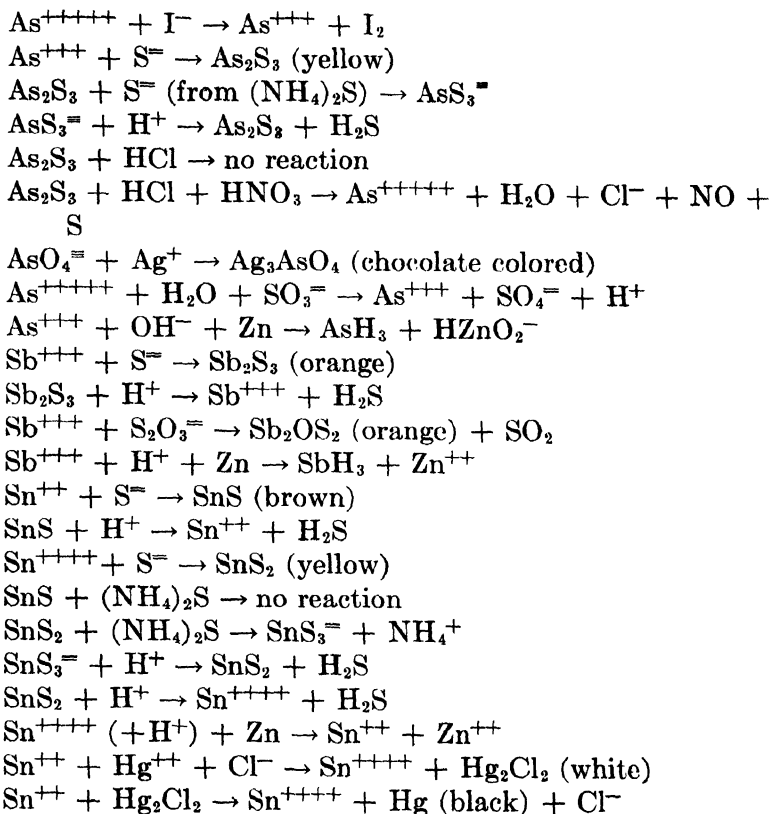 As⁺⁺⁺⁺⁺ + I⁻ → As⁺⁺⁺ + I₂
As⁺⁺⁺ + S⁼ → As₂S₃ (yellow)
As₂S₃ + S⁼ (from (NH₄)₂S) → AsS₃⁼
AsS₃≡ + H⁺ → As₂S₃ + H₂S
As₂S₃ + HCl → no reaction
As₂S₃ + HCl + HNO₃ → As⁺⁺⁺⁺⁺ + H₂O + Cl⁻ + NO +
S
AsO₄≡ + Ag⁺ → Ag₃AsO₄ (chocolate colored)
As⁺⁺⁺⁺⁺ + H₂O + SO₃⁼ → As⁺⁺⁺ + SO₄⁼ + H⁺
As⁺⁺⁺ + OH⁻ + Zn → AsH₃ + HZnO₂⁻
Sb⁺⁺⁺ + S⁼ → Sb₂S₃ (orange)
Sb₂S₃ + H⁺ → Sb⁺⁺⁺ + H₂S
Sb⁺⁺⁺ + S₂O₃⁼ → Sb₂OS₂ (orange) + SO₂
Sb⁺⁺⁺ + H⁺ + Zn → SbH₃ + Zn⁺⁺
Sn⁺⁺ + S⁼ → SnS (brown)
SnS + H⁺ → Sn⁺⁺ + H₂S
Sn⁺⁺⁺⁺ + S⁼ → SnS₂ (yellow)
SnS + (NH₄)₂S → no reaction
SnS₂ + (NH₄)₂S → SnS₃⁼ + NH₄⁺
SnS₃⁼ + H⁺ → SnS₂ + H₂S
SnS₂ + H⁺ → Sn⁺⁺⁺⁺ + H₂S
Sn⁺⁺⁺⁺ (+H⁺) + Zn → Sn⁺⁺ + Zn⁺⁺
Sn⁺⁺ + Hg⁺⁺ + Cl⁻ → Sn⁺⁺⁺⁺ + Hg₂Cl₂ (white)
Sn⁺⁺ + Hg₂Cl₂ → Sn⁺⁺⁺⁺ + Hg (black) + Cl⁻